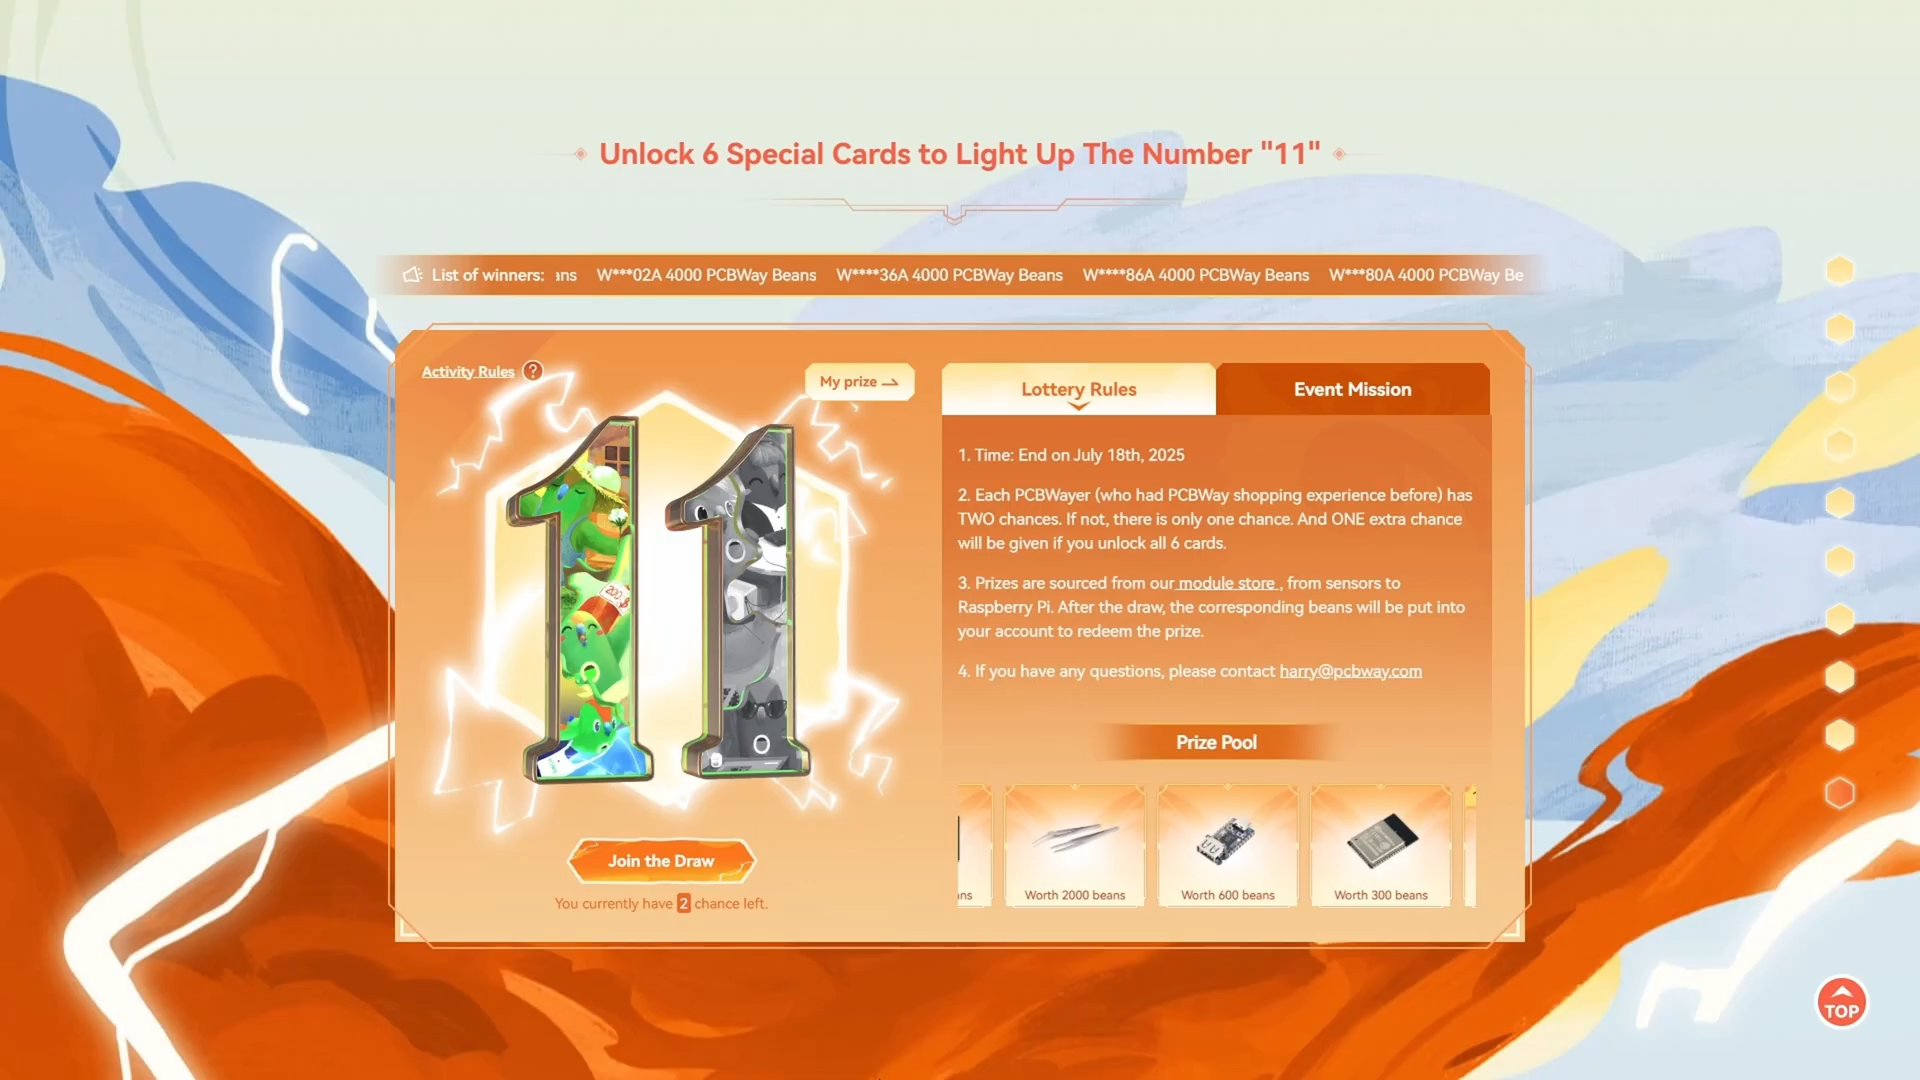 Unlock 6 Special Cards to Light Up The Number "11"
List of winners: ans W***02A 4000 PCBWay Beans W****36A 4000 PCBWay Beans W****86A 4000 PCBWay Beans W***80A 4000 PCBWay Be
Activity Rules ?
My prize
Lottery Rules
Event Mission
1. Time: End on July 18th, 2025
2. Each PCBWayer (who had PCBWay shopping experience before) has
TWO chances. If not, there is only one chance. And ONE extra chance
will be given if you unlock all 6 cards.
3. Prizes are sourced from our module store , from sensors to
Raspberry Pi. After the draw, the corresponding beans will be put into
your account to redeem the prize.
4. If you have any questions, please contact harry@pcbway.com
11
200
Prize Pool
ns
Worth 2000 beans
Worth 600 beans
Worth 300 beans
Join the Draw
You currently have 2 chance left.
TOP